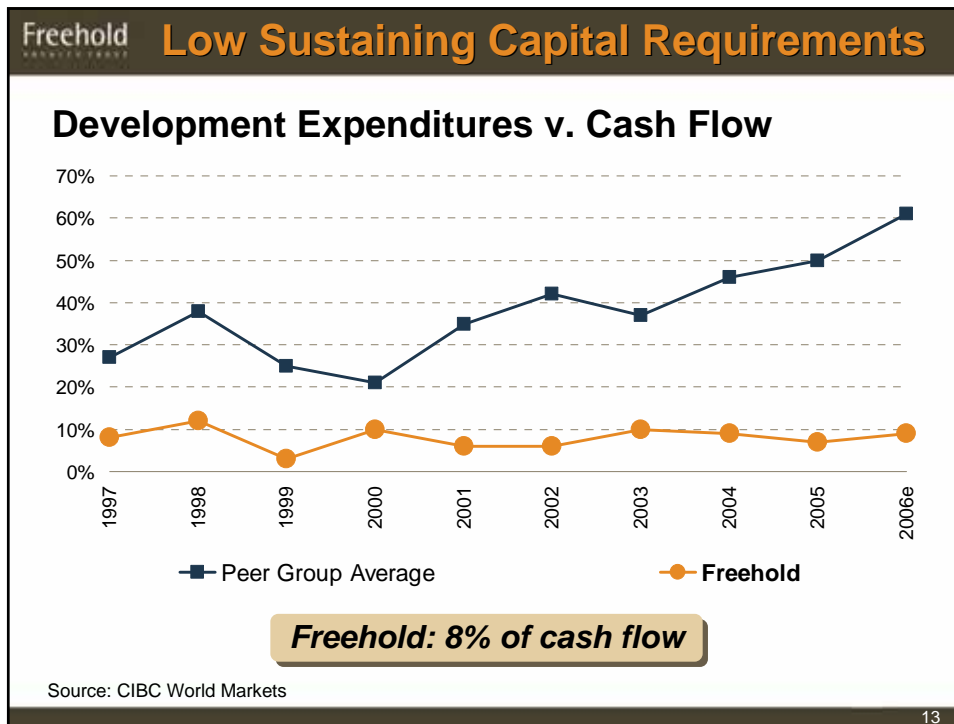 Freehold
Low Sustaining Capital Requirements
Development Expenditures v. Cash Flow
70%
60%
50%
40%
30%
20%
10%
0%
1997
1998
1999
2000
2001
2002
2003
2004
2005
2006e
Peer Group Average
Freehold
Freehold: 8% of cash flow
Source: CIBC World Markets
13